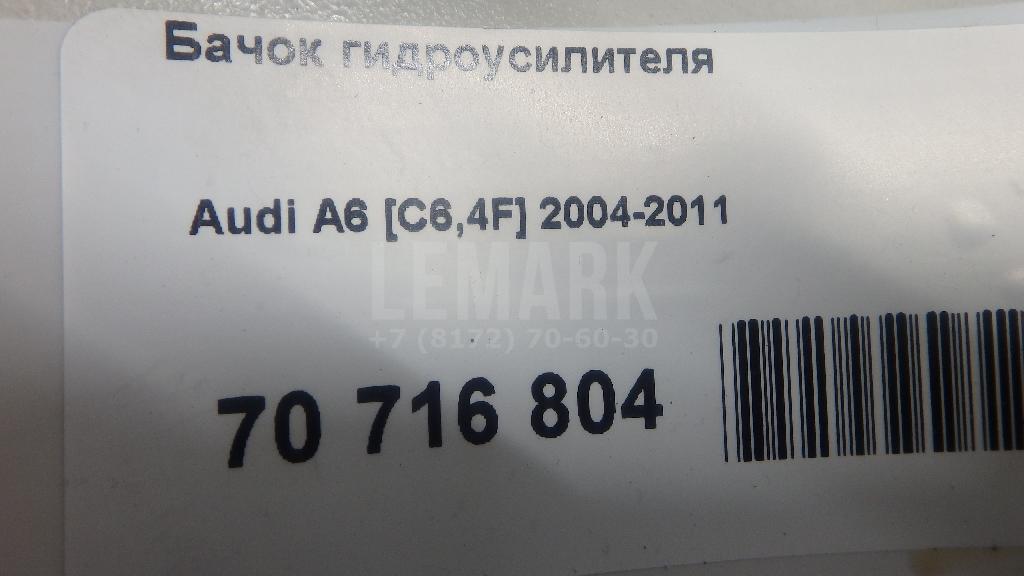 Бачок гидроусилителя
Audi A6 [C6,4F] 2004-2011
LEMARK
+7 (8172) 70-60-30
70 716 804